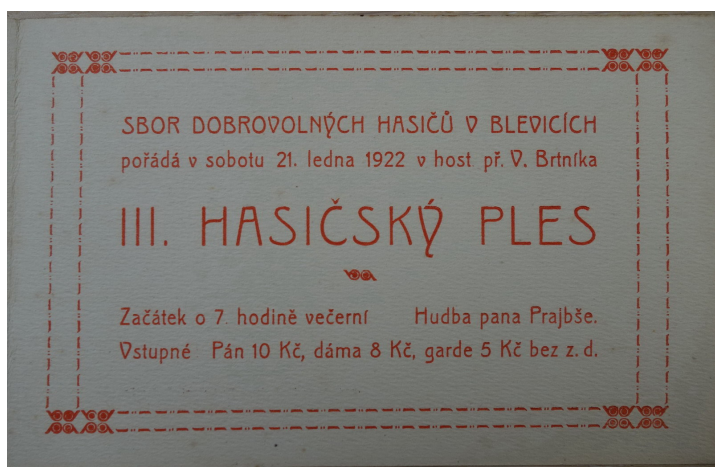 SBOR DOBROVOLNÝCH HASIČŮ V BLEVICÍCH
pořádá v sobotu 21. ledna 1922 v host. př. V. Brtníka
III. HASIČSKÝ PLES
Začátek o 7. hodině večerní Hudba pana Prajbše.
Vstupné Pán 10 Kč, dáma 8 Kč, garde 5 Kč bez z. d.